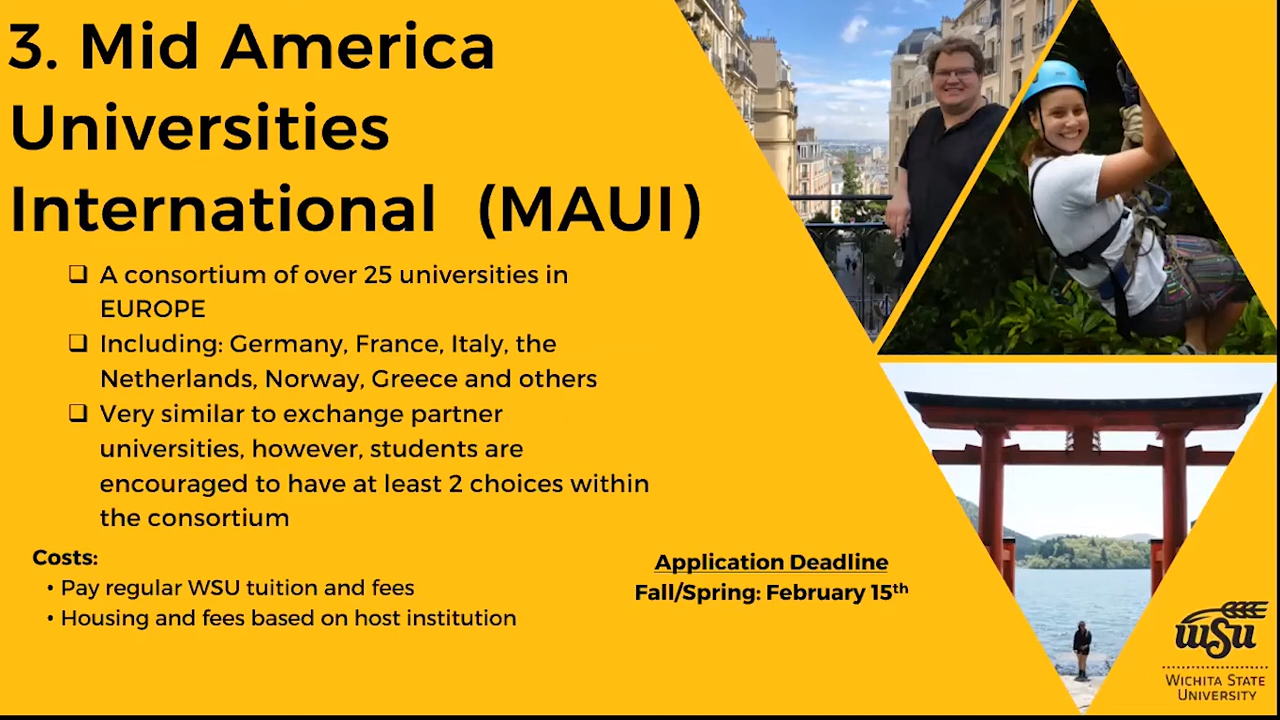 3. Mid America
Universities
International (MAUI)
❑ A consortium of over 25 universities in
EUROPE
❑ Including: Germany, France, Italy, the
Netherlands, Norway, Greece and others
❑ Very similar to exchange partner
universities, however, students are
encouraged to have at least 2 choices within
the consortium
Costs:
• Pay regular WSU tuition and fees
• Housing and fees based on host institution
Application Deadline
Fall/Spring: February 15th
WSU
WICHITA STATE
UNIVERSITY